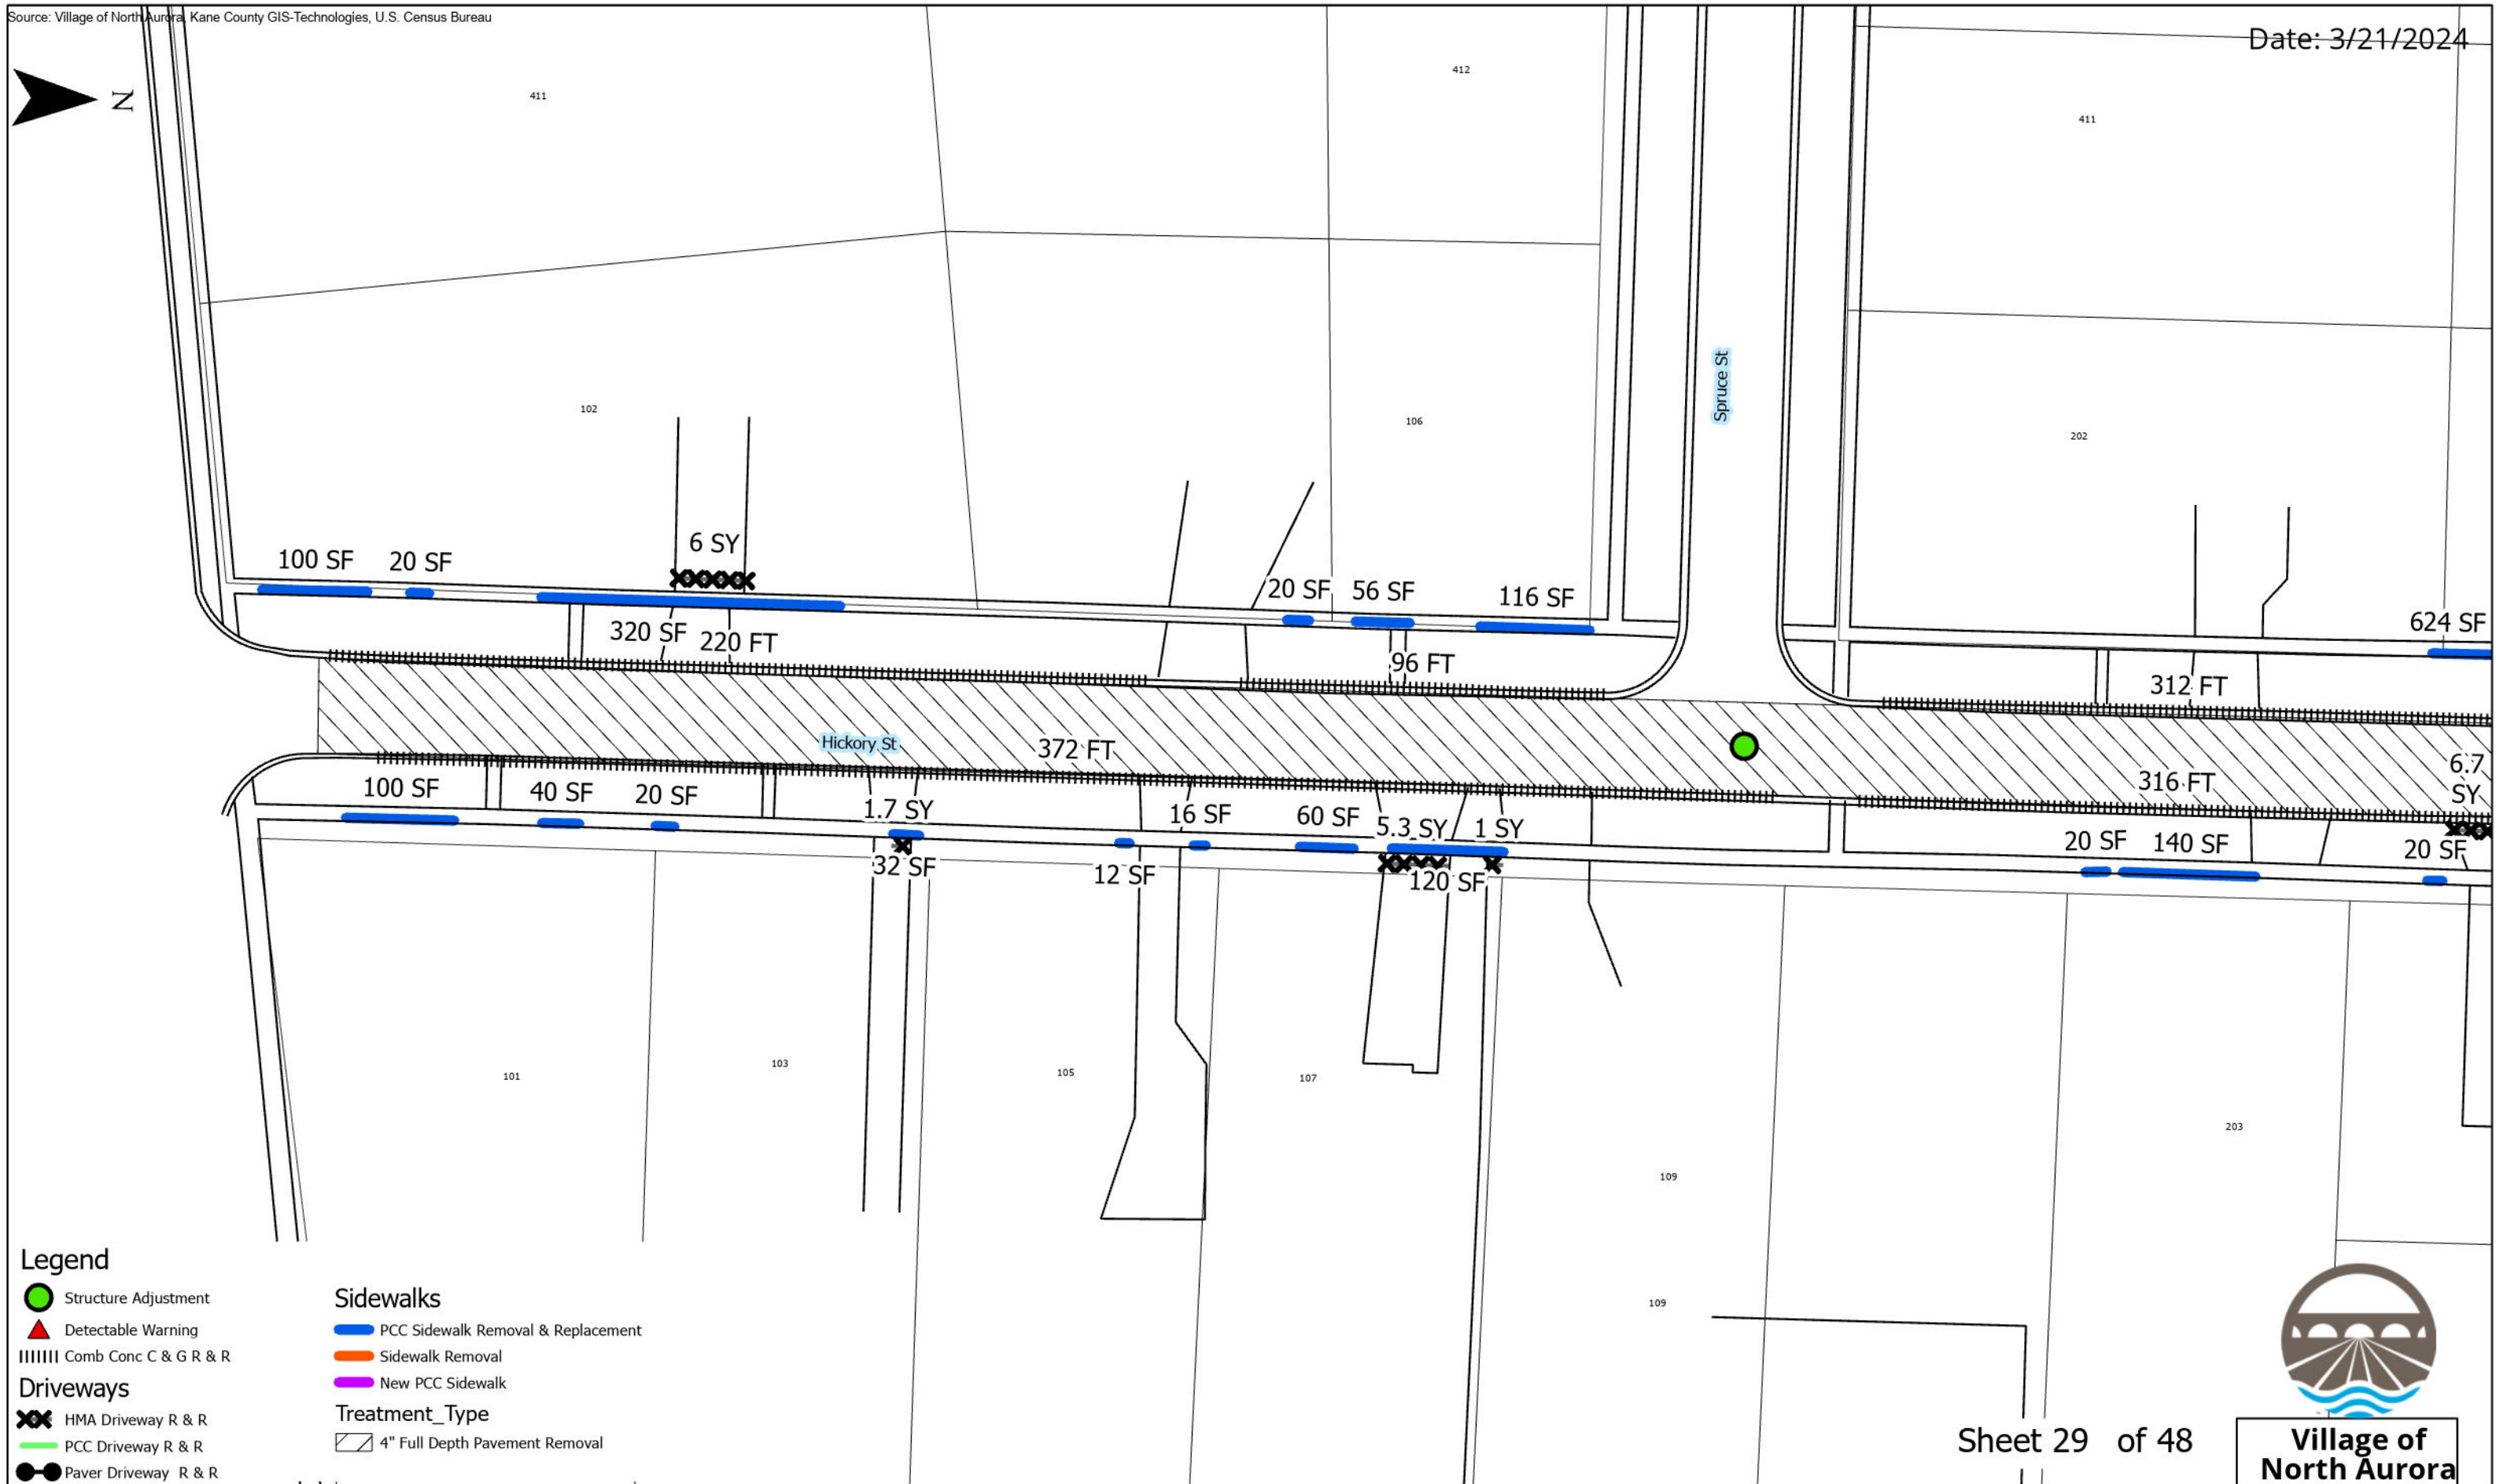 Source: Village of North Aurora, Kane County GIS-Technologies, U.S. Census Bureau
Date: 3/21/2024
N
411
412
411
Spruce St
102
106
202
100 SF
20 SF
6 SY
20 SF
56 SF
116 SF
624 SF
320 SF
220 FT
96 FT
312 FT
Hickory St
372 FT
316 FT
6.7
SY
100 SF
40 SF
20 SF
1.7 SY
16 SF
60 SF
5.3 SY
1 SY
20 SF
140 SF
20 SF
32 SF
12 SF
120 SF
101
103
105
107
109
203
109
Legend
Structure Adjustment
Detectable Warning
Comb Conc C & G R & R
Driveways
HMA Driveway R & R
PCC Driveway R & R
Paver Driveway R & R
Sidewalks
PCC Sidewalk Removal & Replacement
Sidewalk Removal
New PCC Sidewalk
Treatment_Type
4" Full Depth Pavement Removal
Sheet 29 of 48
Village of
North Aurora